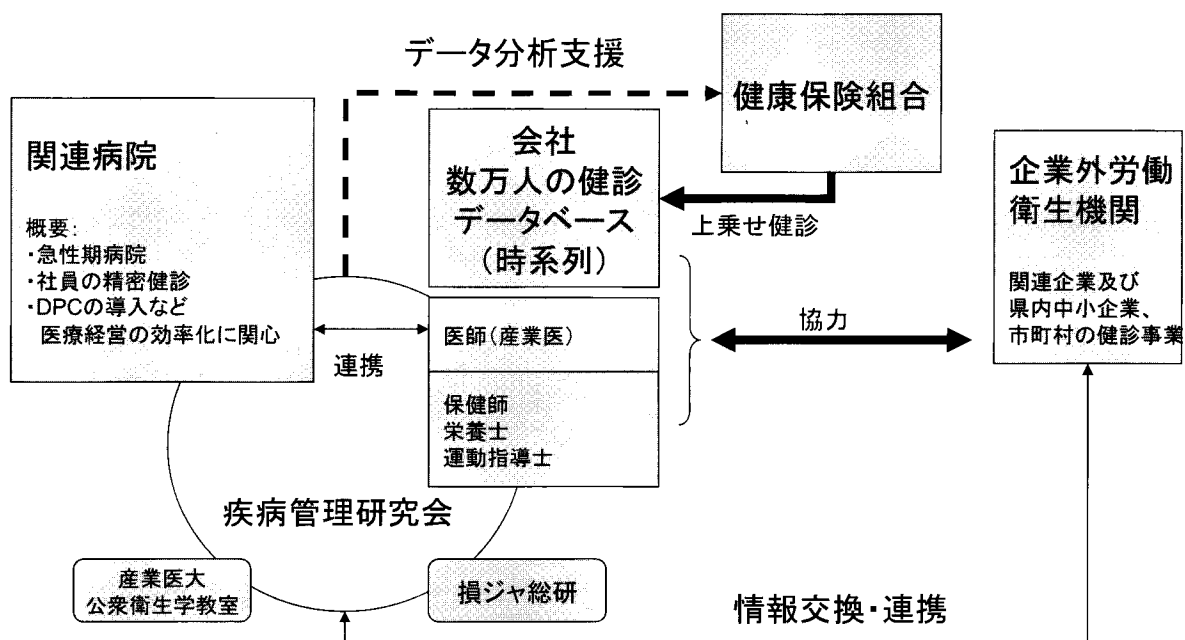 データ分析支援
健康保険組合
関連病院
概要:
・急性期病院
・社員の精密健診
・DPCの導入など
医療経営の効率化に関心
会社
数万人の健診
データベース
(時系列)
上乗せ健診
企業外労働
衛生機関
関連企業及び
県内中小企業、
市町村の健診事業
医師(産業医)
連携
協力
保健師
栄養士
運動指導士
疾病管理研究会
産業医大
公衆衛生学教室
損ジャ総研
情報交換・連携